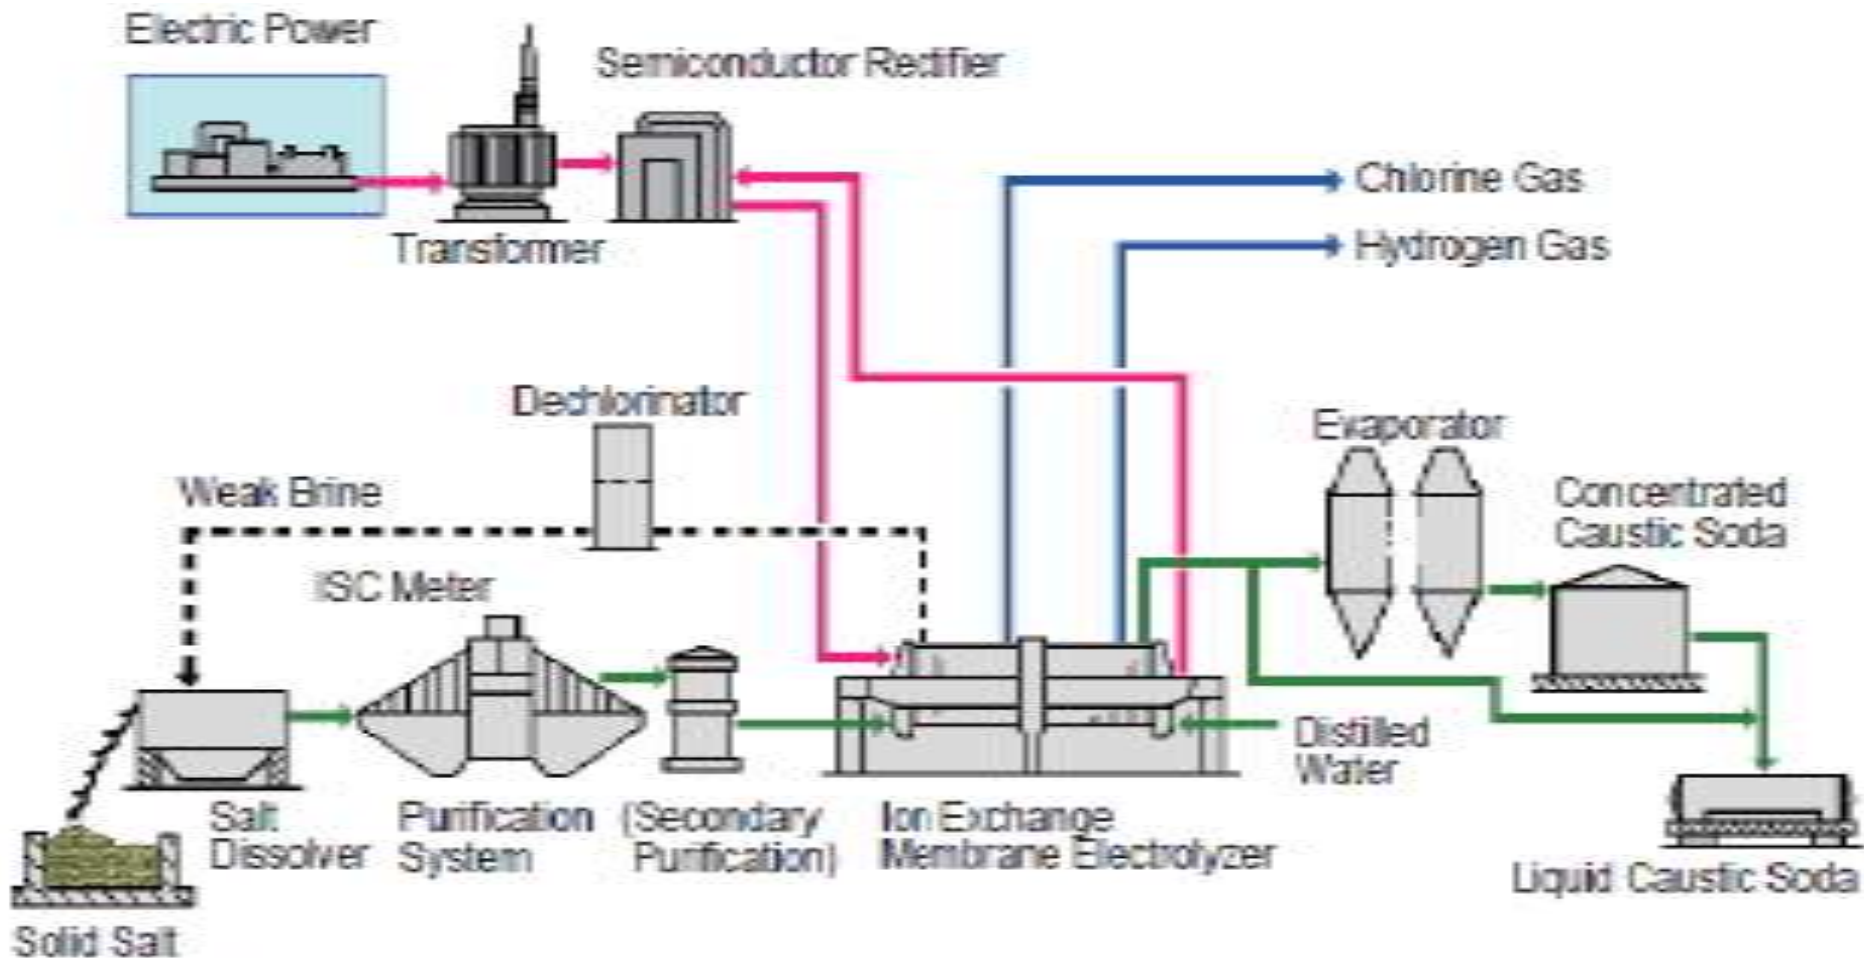 Electric Power
Semiconductor Rectifier
Transformer
Chlorine Gas
Hydrogen Gas
Dechlorinator
Weak Brine
ISC Meter
Evaporator
Concentrated
Caustic Soda
Distilled
Water
Salt
Dissolver
Purification
System
(Secondary
Purification)
Ion Exchange
Membrane Electrolyzer
Liquid Caustic Soda
Solid Salt